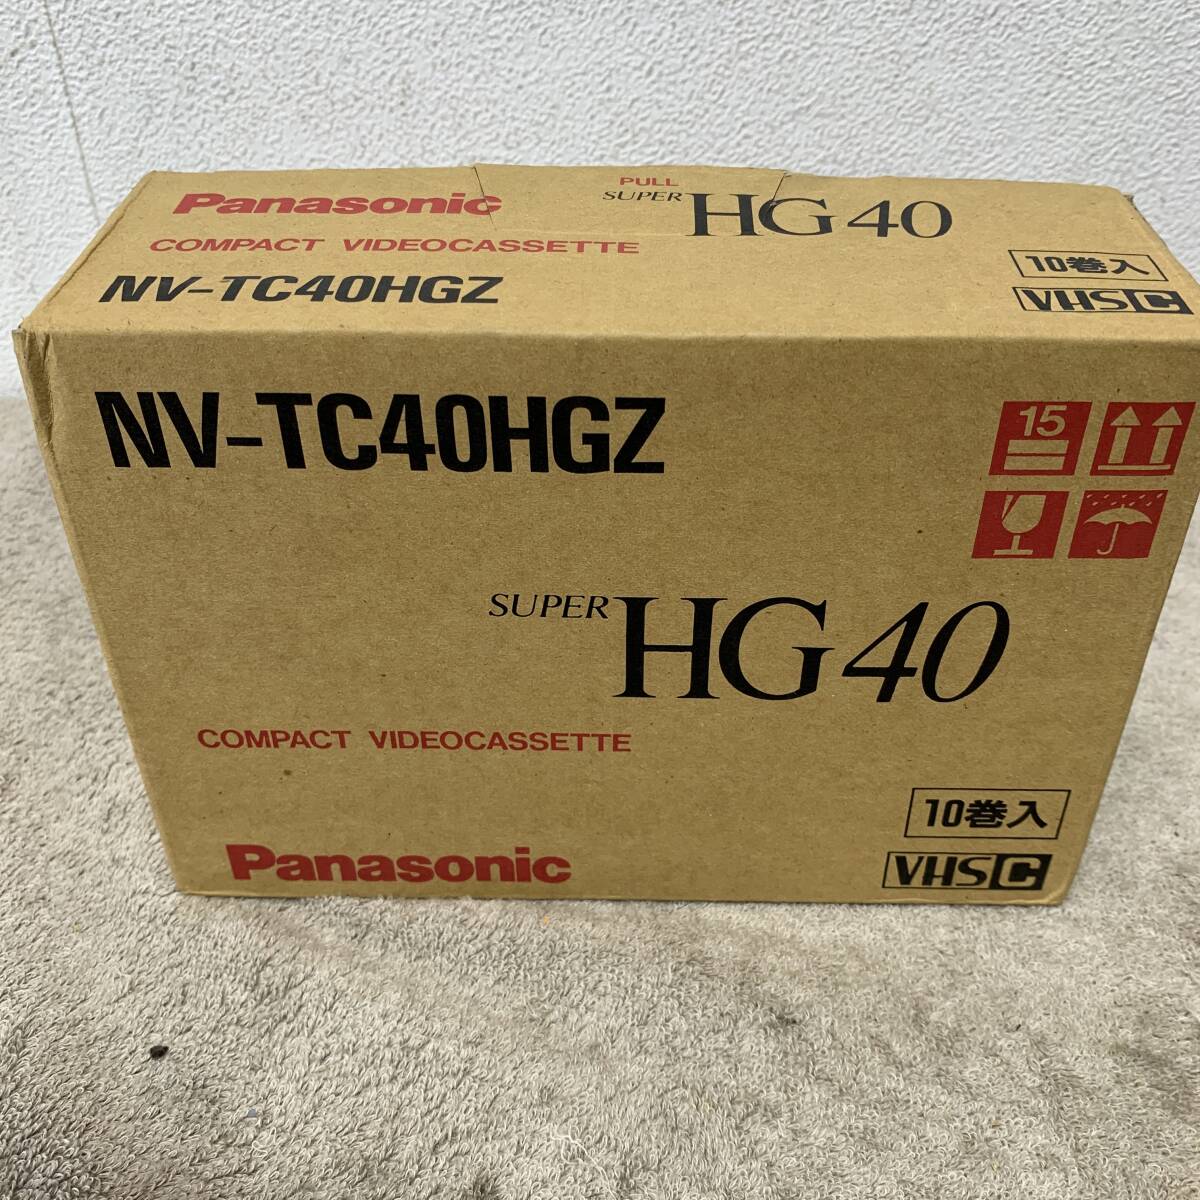 Panasonic
PULL
SUPER HG 40
COMPACT VIDEOCASSETTE
NV-TC40HGZ
10巻入
VHS C
NV-TC40HGZ
15
SUPER HG 40
COMPACT VIDEOCASSETTE
10巻入
Panasonic
VHS C